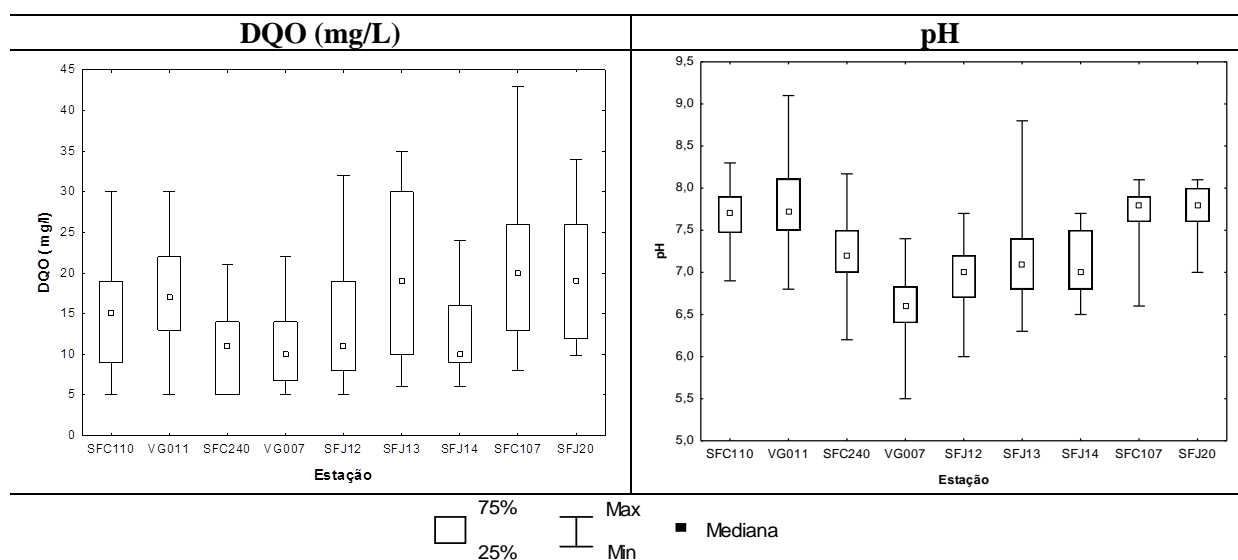 DQO (mg/L)
pH
45
40
35
30
25
20
15
10
5
0
DQO (mg/l)
SFC110 VG011 SFC240 VG007 SFJ12 SFJ13 SFJ14 SFC107 SFJ20
Estação
9,5
9,0
8,5
8,0
7,5
7,0
6,5
6,0
5,5
5,0
pH
SFC110 VG011 SFC240 VG007 SFJ12 SFJ13 SFJ14 SFC107 SFJ20
Estação
75%
25%
Max
Min
Mediana